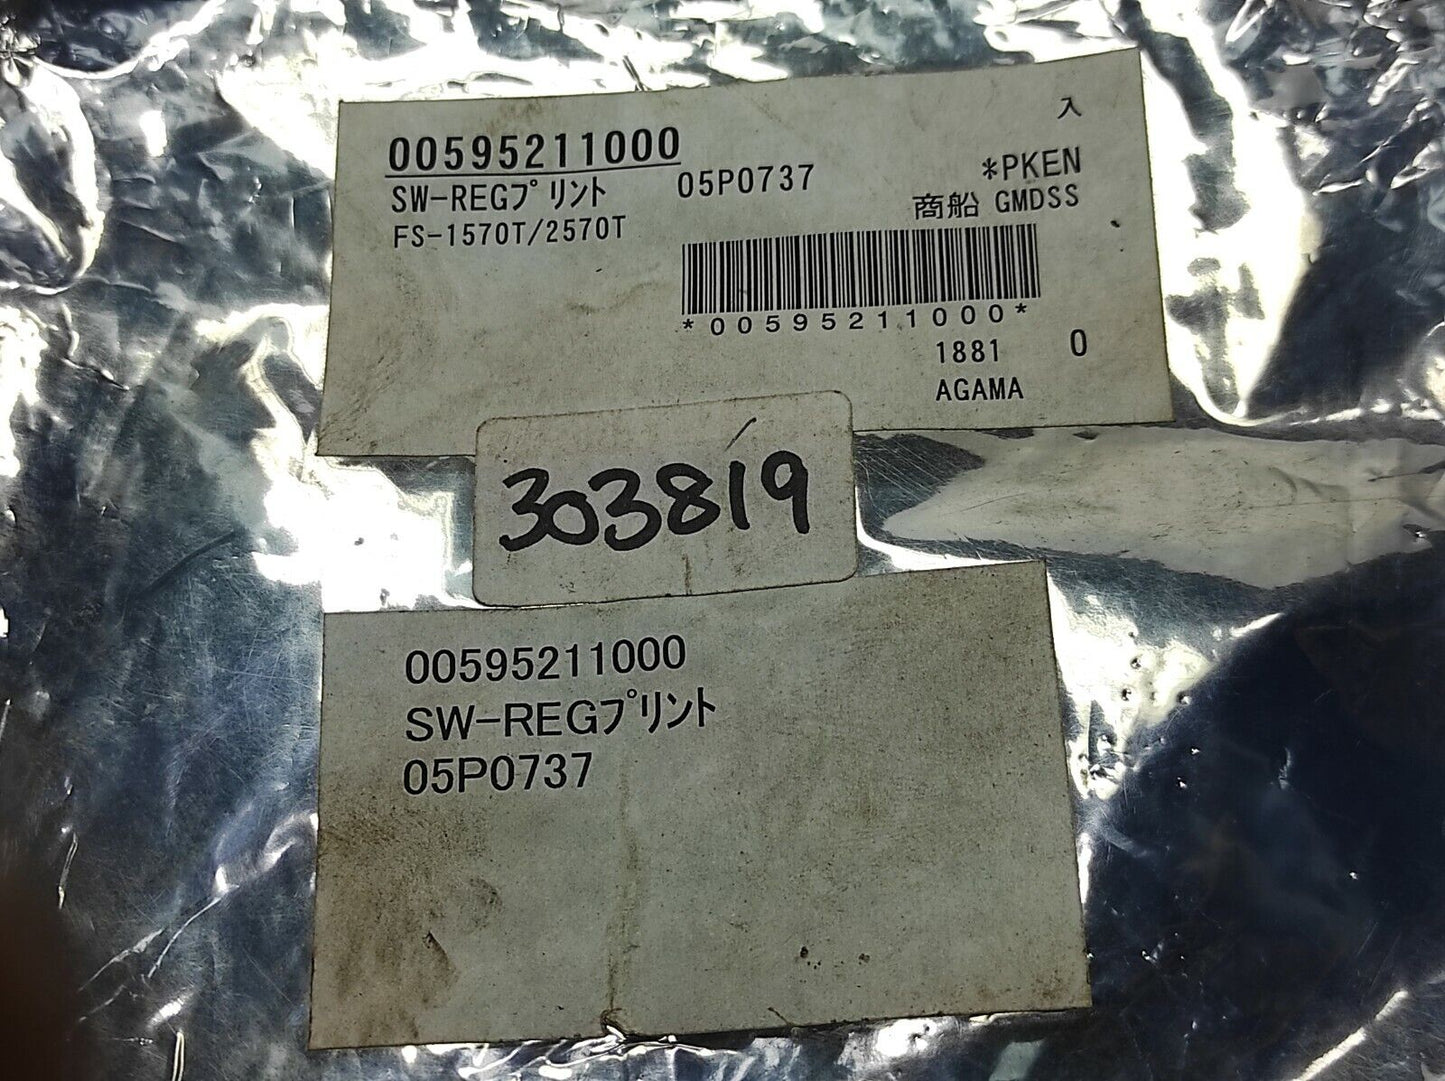 入
00595211000
*PKEN
SW-REGﾌﾟﾘﾝﾄ 05P0737
商船 GMDSS
FS-1570T/2570T
*00595211000*
1881 0
AGAMA
303819
00595211000
SW-REGﾌﾟﾘﾝﾄ
05P0737